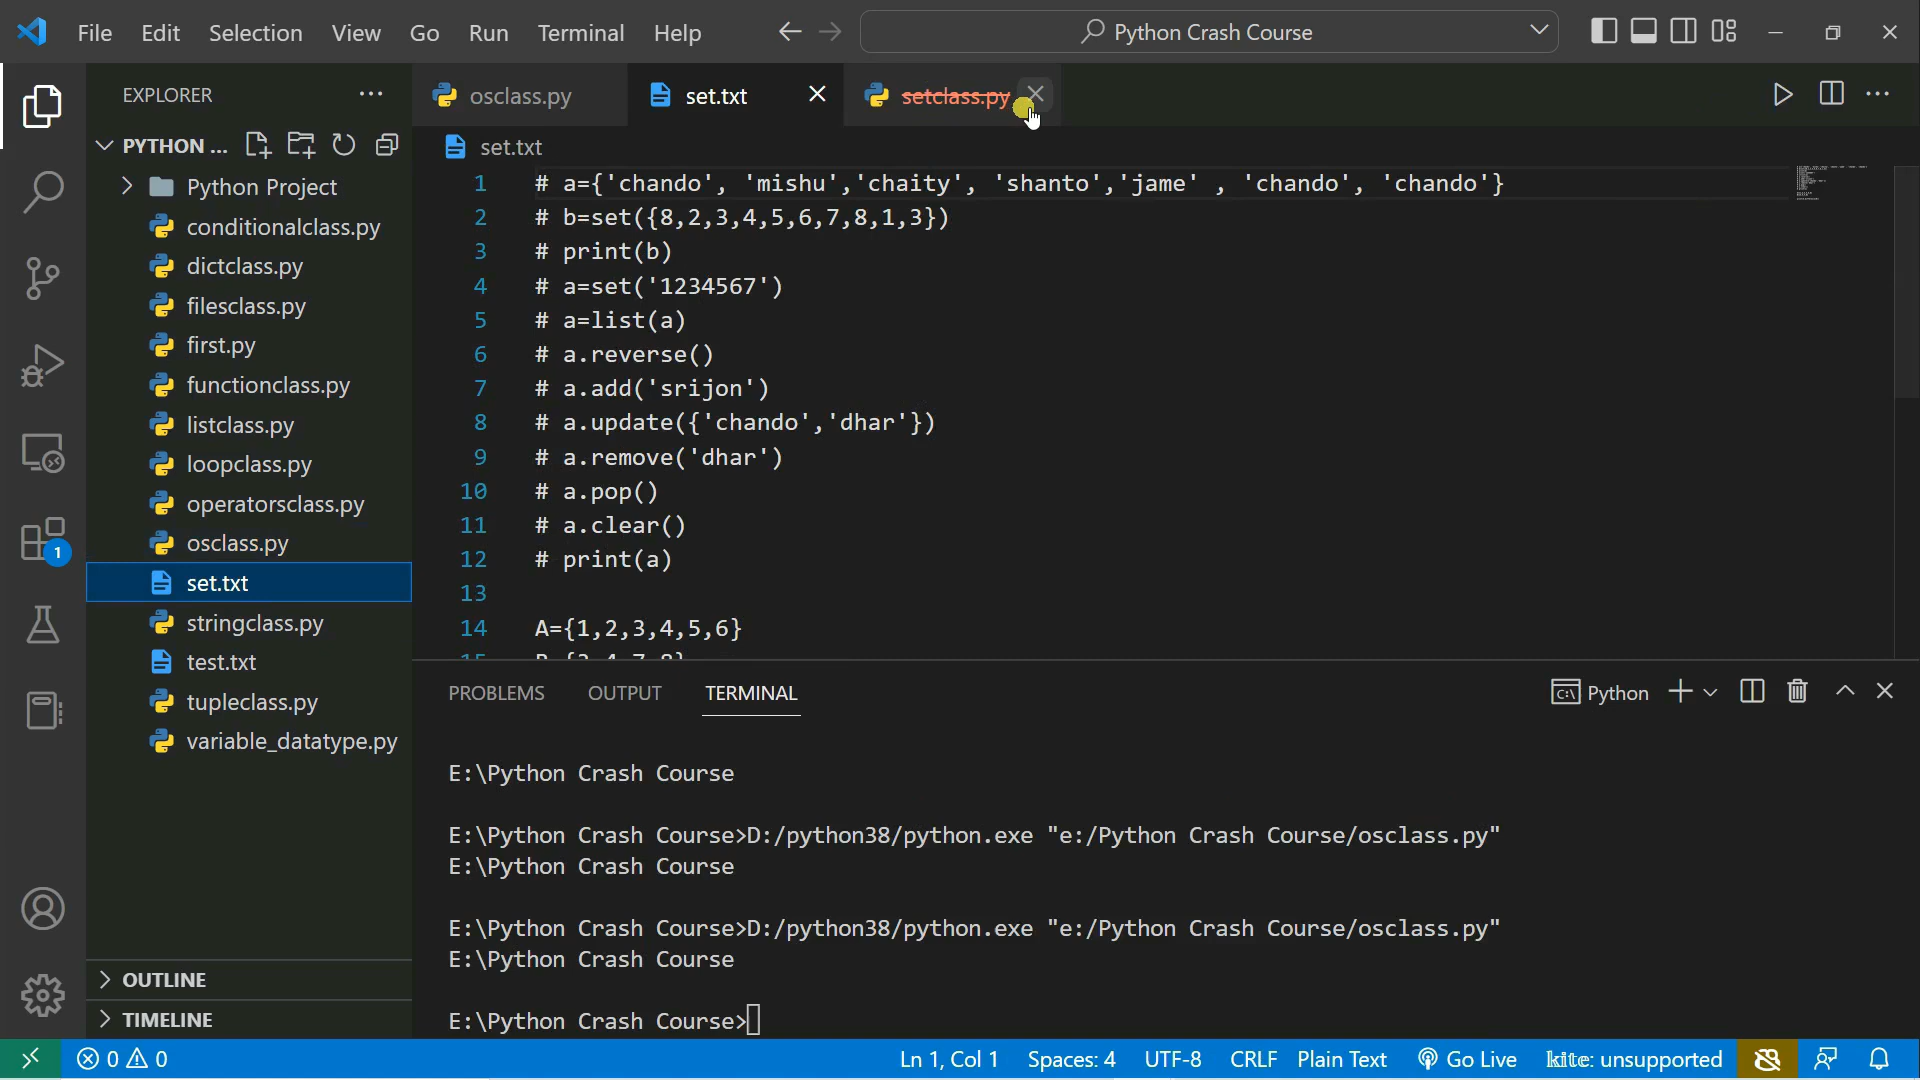 File Edit Selection View Go Run Terminal Help
Python Crash Course
EXPLORER
osclass.py
set.txt
setclass.py
PYTHON ...
set.txt
Python Project
conditionalclass.py
dictclass.py
filesclass.py
first.py
functionclass.py
listclass.py
loopclass.py
operatorsclass.py
osclass.py
set.txt
stringclass.py
test.txt
tupleclass.py
variable_datatype.py
OUTLINE
TIMELINE
1
1 # a={'chando', 'mishu','chaity', 'shanto','jame' , 'chando', 'chando'}
2 # b=set({8,2,3,4,5,6,7,8,1,3})
3 # print(b)
4 # a=set('1234567')
5 # a=list(a)
6 # a.reverse()
7 # a.add('srijon')
8 # a.update({'chando','dhar'})
9 # a.remove('dhar')
10 # a.pop()
11 # a.clear()
12 # print(a)
13
14 A={1,2,3,4,5,6}
PROBLEMS OUTPUT TERMINAL
Python
E:\Python Crash Course
E:\Python Crash Course>D:/python38/python.exe "e:/Python Crash Course/osclass.py"
E:\Python Crash Course
E:\Python Crash Course>D:/python38/python.exe "e:/Python Crash Course/osclass.py"
E:\Python Crash Course
E:\Python Crash Course>
0 0
Ln 1, Col 1 Spaces: 4 UTF-8 CRLF Plain Text Go Live kite: unsupported